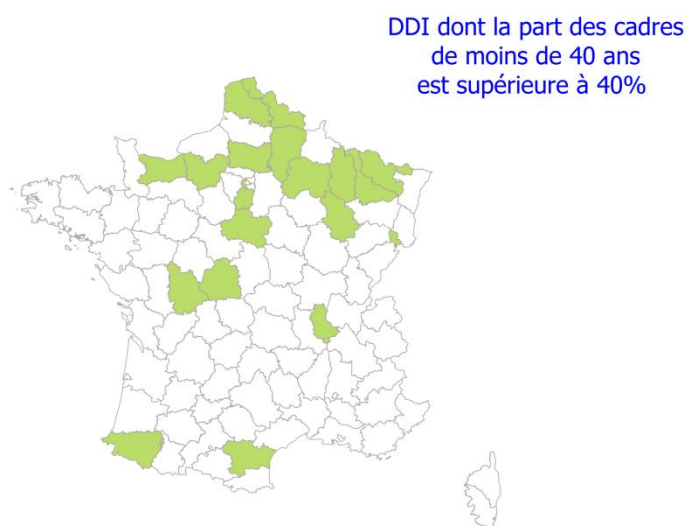 DDI dont la part des cadres
de moins de 40 ans
est supérieure à 40%